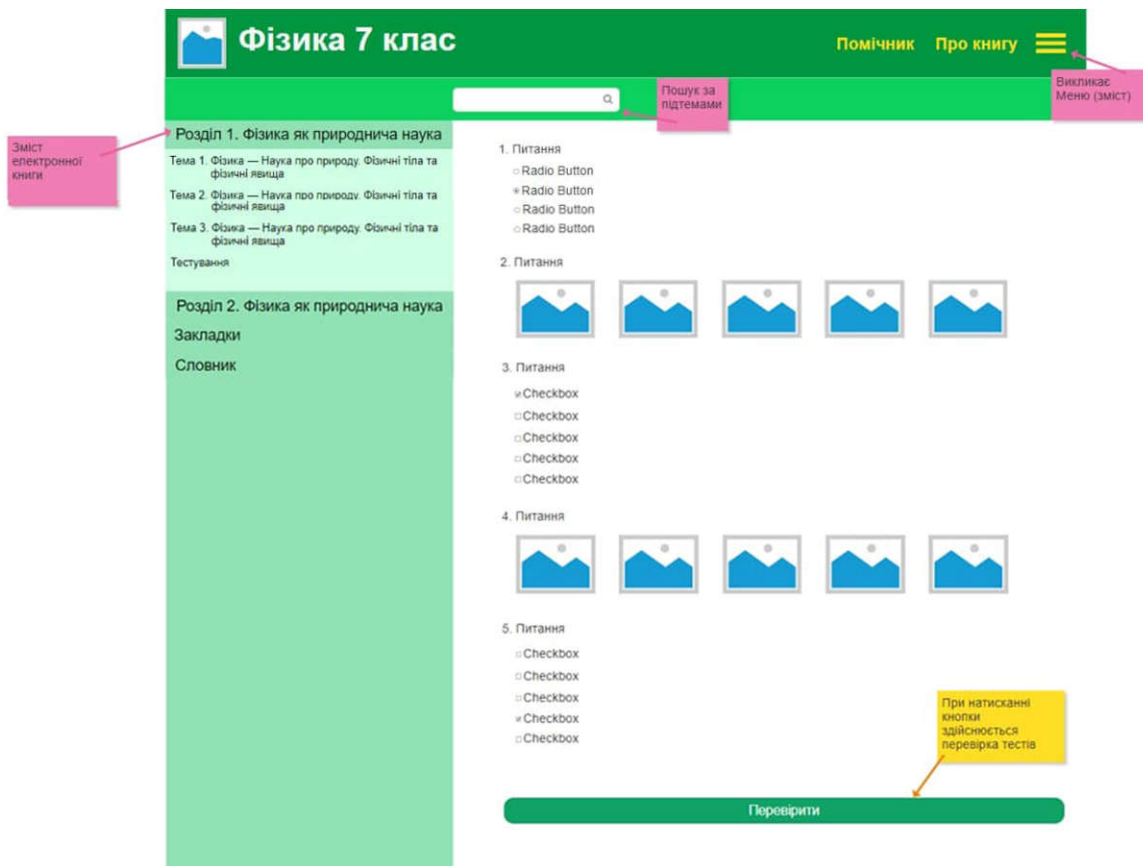 Фізика 7 клас
Помічник Про книгу
Викликає
Меню (зміст)
Пошук за
підтемами
Зміст
електронної
книги
Розділ 1. Фізика як природнича наука
Тема 1. Фізика — Наука про природу. Фізичні тіла та
фізичні явища
Тема 2. Фізика — Наука про природу. Фізичні тіла та
фізичні явища
Тема 3. Фізика — Наука про природу. Фізичні тіла та
фізичні явища
Тестування
Розділ 2. Фізика як природнича наука
Закладки
Словник
1. Питання
Radio Button
Radio Button
Radio Button
Radio Button
2. Питання
3. Питання
Checkbox
Checkbox
Checkbox
Checkbox
Checkbox
4. Питання
5. Питання
Checkbox
Checkbox
Checkbox
Checkbox
Checkbox
При натисканні
кнопки
здійснюється
перевірка тестів
Перевірити